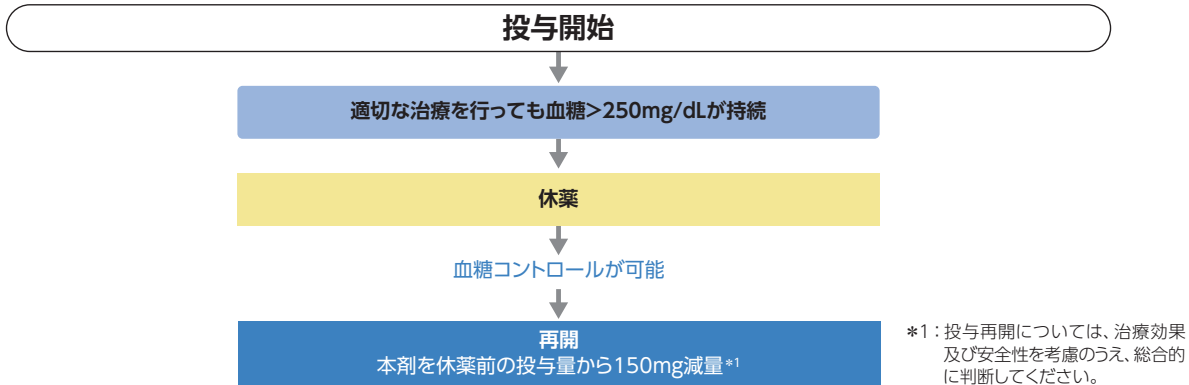 投与開始
適切な治療を行っても血糖>250mg/dLが持続
休薬
血糖コントロールが可能
再開
本剤を休薬前の投与量から150mg減量*1
*1：投与再開については、治療効果
及び安全性を考慮のうえ、総合的
に判断してください。